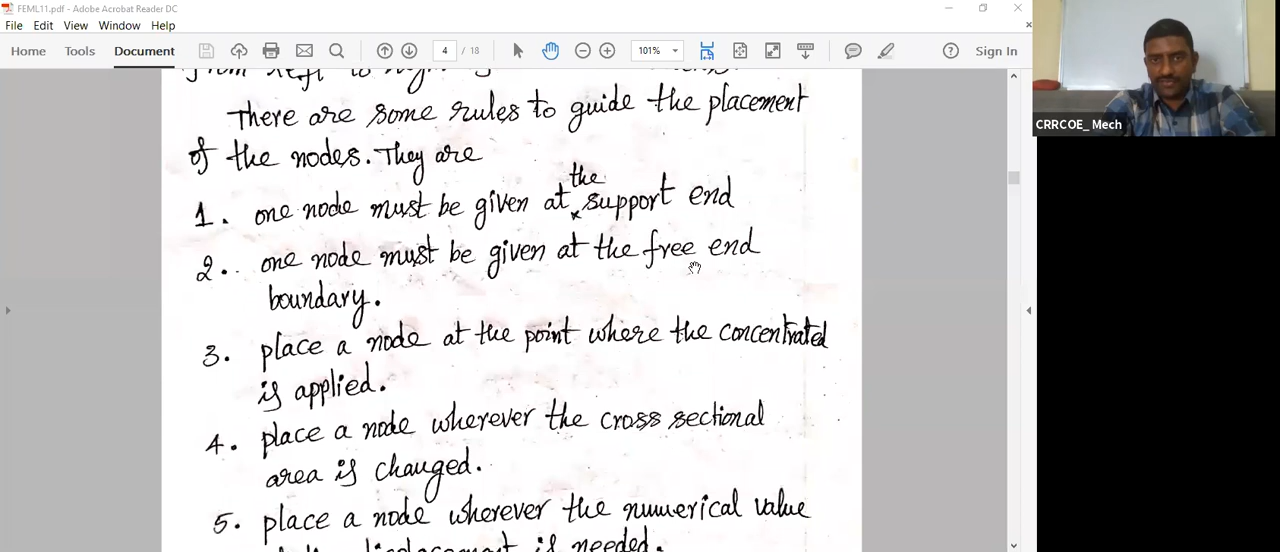 FEML11.pdf - Adobe Acrobat Reader DC
File Edit View Window Help
Home Tools Document 4 / 18 101% Sign In
There are some rules to guide the placement
of the nodes. They are
the
1. one node must be given at support end
2. one node must be given at the free end
boundary.
3. place a node at the point where the concentrated
is applied.
4. place a node wherever the cross sectional
area is changed.
5. place a node wherever the numerical value
is needed.
CRRCOE_ Mech